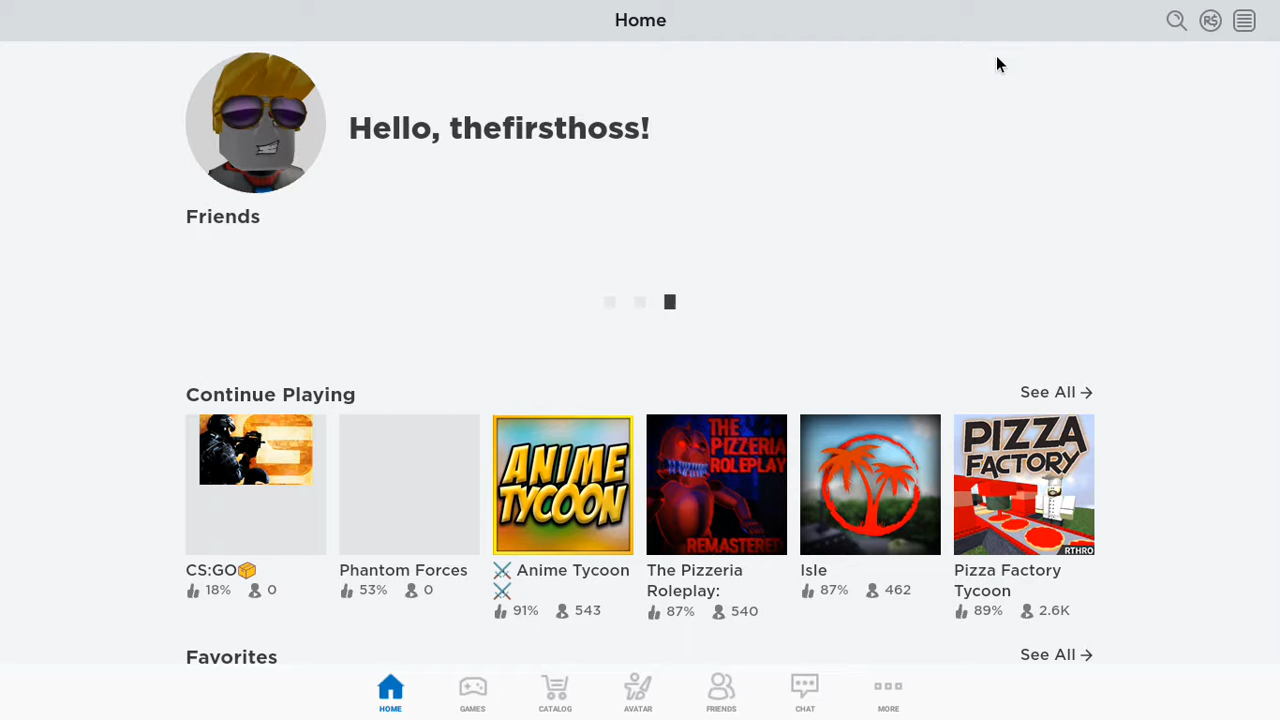 Home
R$
Hello, thefirsthoss!
Friends
Continue Playing
See All →
ANIME
TYCOON
THE
PIZZERIA
ROLEPLAY
REMASTERED
PIZZA
FACTORY
RTHRO
CS:GO📦
18% 0
Phantom Forces
53% 0
⚔️ Anime Tycoon
⚔️
91% 543
The Pizzeria
Roleplay:
87% 540
Isle
87% 462
Pizza Factory
Tycoon
89% 2.6K
Favorites
See All →
HOME
GAMES
CATALOG
AVATAR
FRIENDS
CHAT
MORE